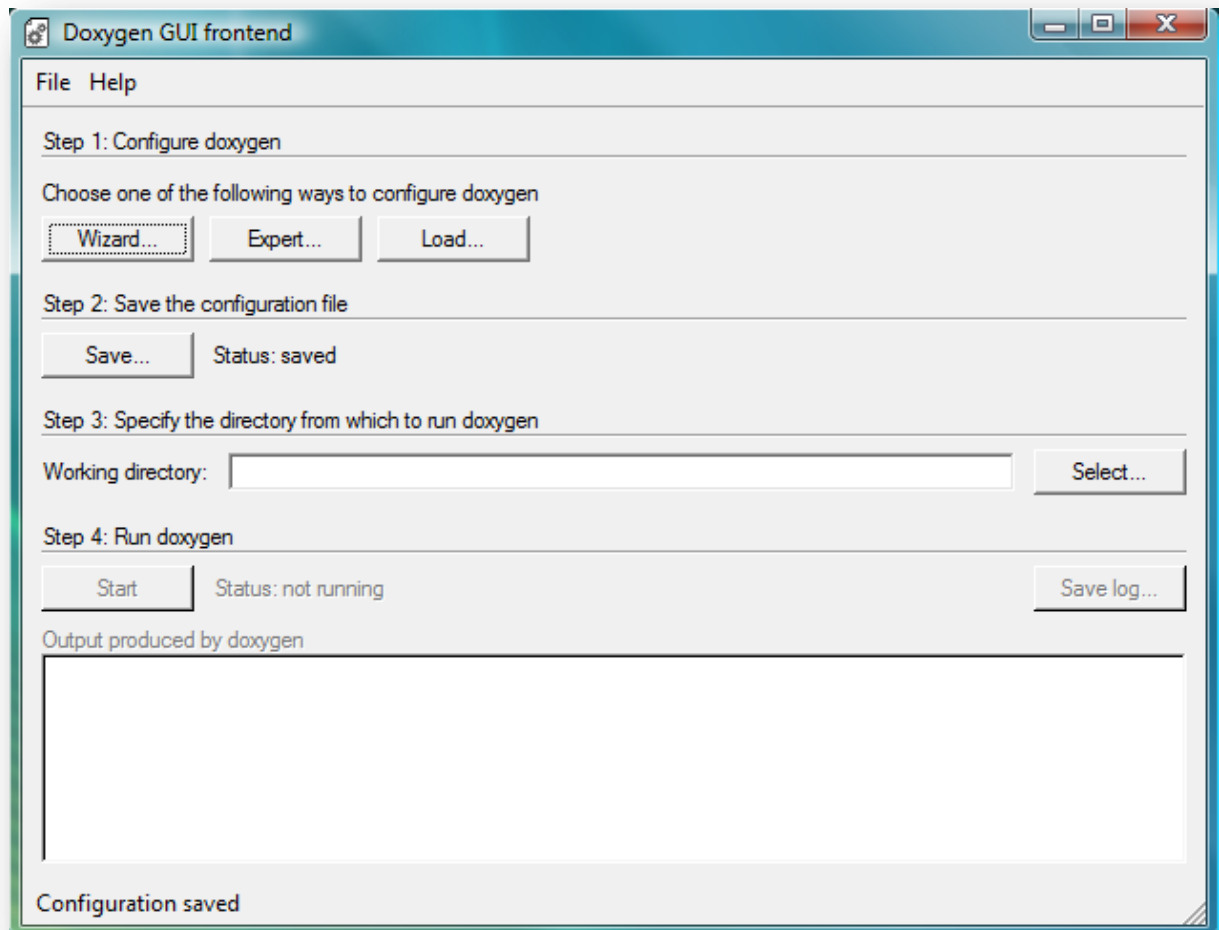 Doxygen GUI frontend
File Help
Step 1: Configure doxygen
Choose one of the following ways to configure doxygen
Wizard... Expert... Load...
Step 2: Save the configuration file
Save... Status: saved
Step 3: Specify the directory from which to run doxygen
Working directory: Select...
Step 4: Run doxygen
Start Status: not running Save log...
Output produced by doxygen
Configuration saved